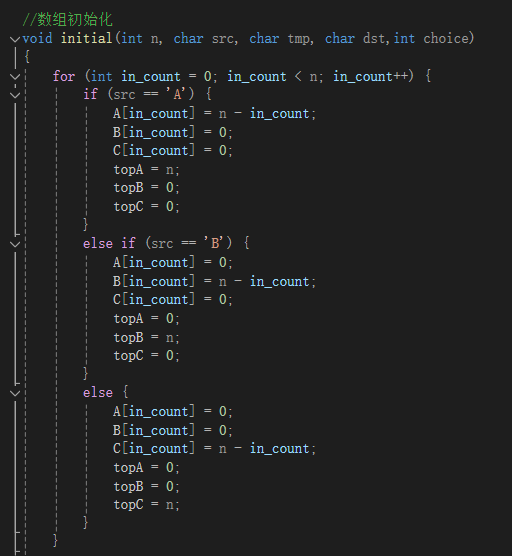 //数组初始化
void initial(int n, char src, char tmp, char dst,int choice)
{
for (int in_count = 0; in_count < n; in_count++) {
if (src == 'A') {
A[in_count] = n - in_count;
B[in_count] = 0;
C[in_count] = 0;
topA = n;
topB = 0;
topC = 0;
}
else if (src == 'B') {
A[in_count] = 0;
B[in_count] = n - in_count;
C[in_count] = 0;
topA = 0;
topB = n;
topC = 0;
}
else {
A[in_count] = 0;
B[in_count] = 0;
C[in_count] = n - in_count;
topA = 0;
topB = 0;
topC = n;
}
}